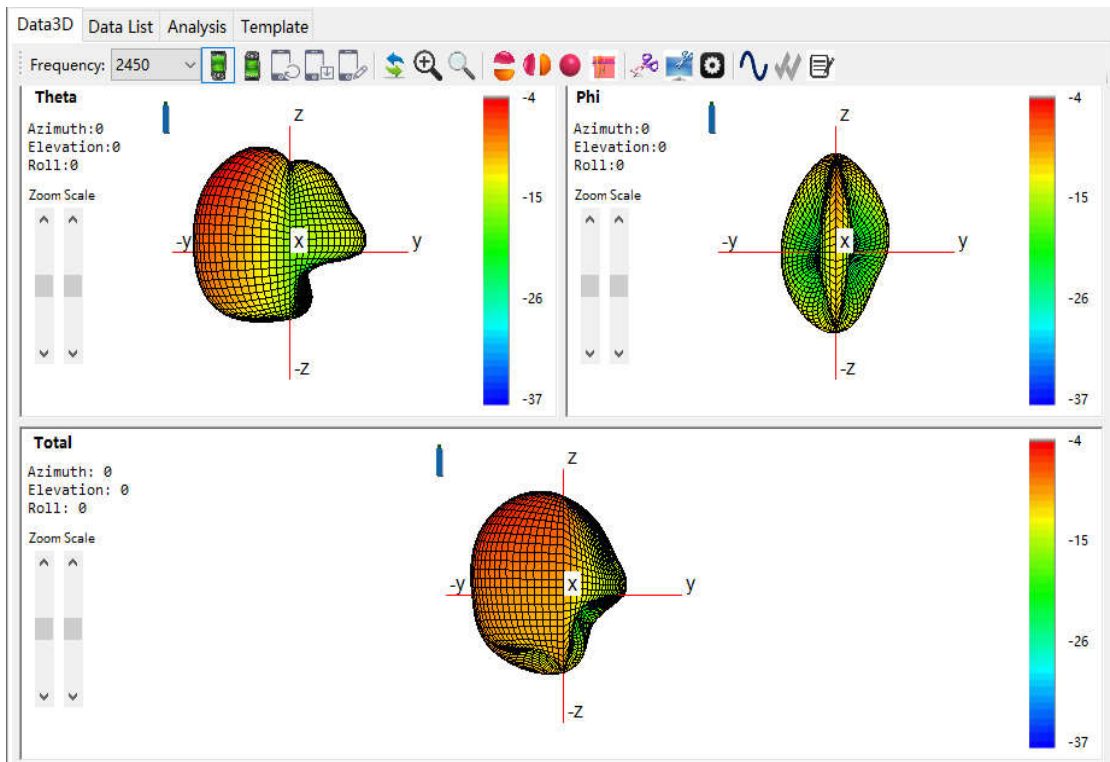 Data3D Data List Analysis Template
Frequency: 2450
Theta
Azimuth:0
Elevation:0
Roll:0
Zoom Scale
z
-y
x
y
-z
-4
-15
-26
-37
Phi
Azimuth:0
Elevation:0
Roll:0
Zoom Scale
z
-y
x
y
-z
-4
-15
-26
-37
Total
Azimuth: 0
Elevation: 0
Roll: 0
Zoom Scale
z
-y
x
y
-z
-4
-15
-26
-37